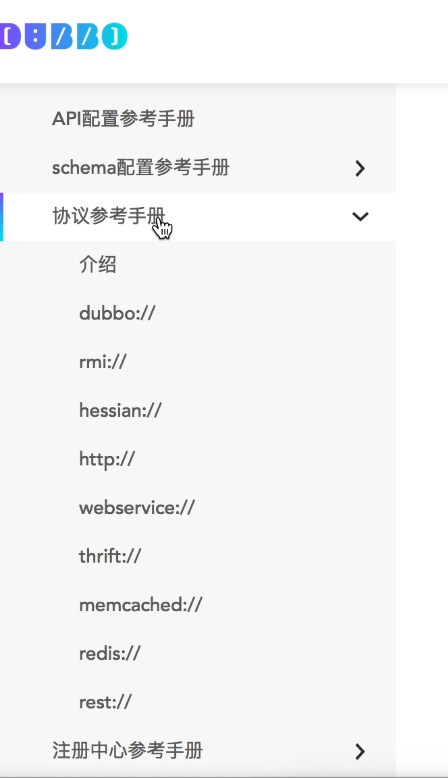 [D:U/B/BO]
API配置参考手册
schema配置参考手册
协议参考手册
介绍
dubbo://
rmi://
hessian://
http://
webservice://
thrift://
memcached://
redis://
rest://
注册中心参考手册